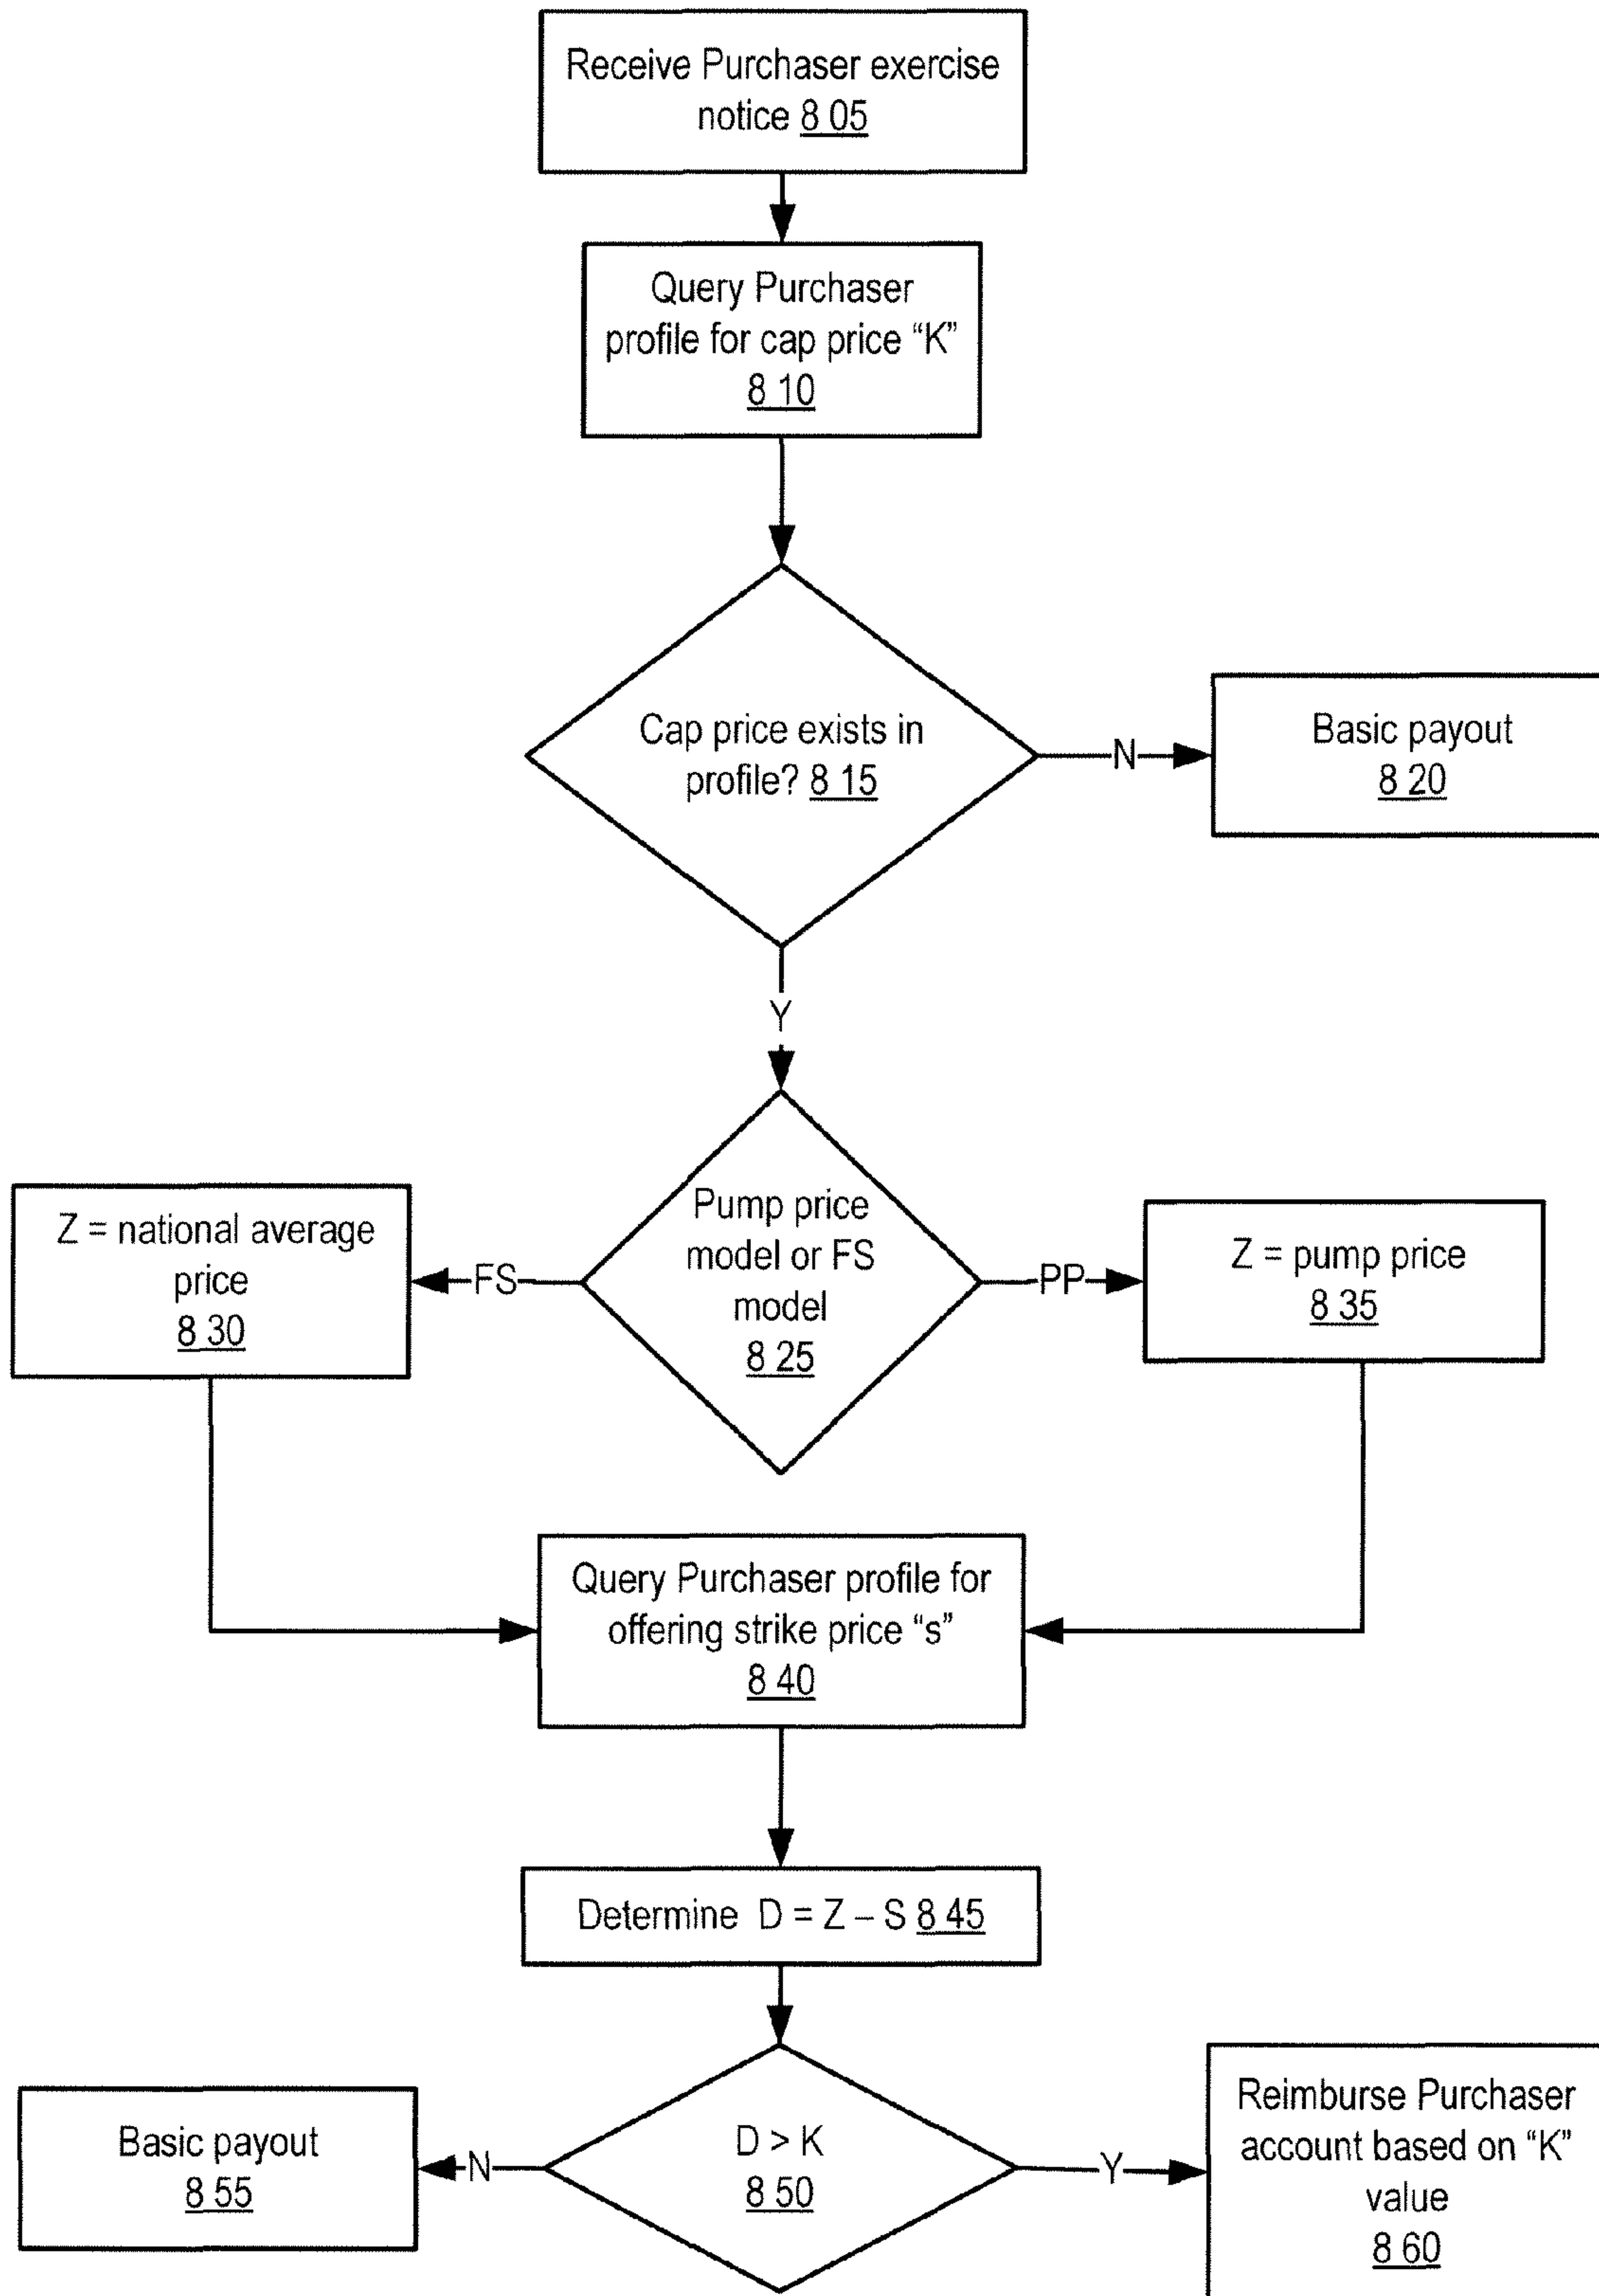 Receive Purchaser exercise
notice 8 05
Query Purchaser
profile for cap price “K”
8 10
Cap price exists in
profile? 8 15
N
Basic payout
8 20
Y
Z = national average
price
8 30
FS
Pump price
model or FS
model
8 25
PP
Z = pump price
8 35
Query Purchaser profile for
offering strike price “s”
8 40
Determine D = Z – S 8 45
Basic payout
8 55
N
D > K
8 50
Y
Reimburse Purchaser
account based on “K”
value
8 60